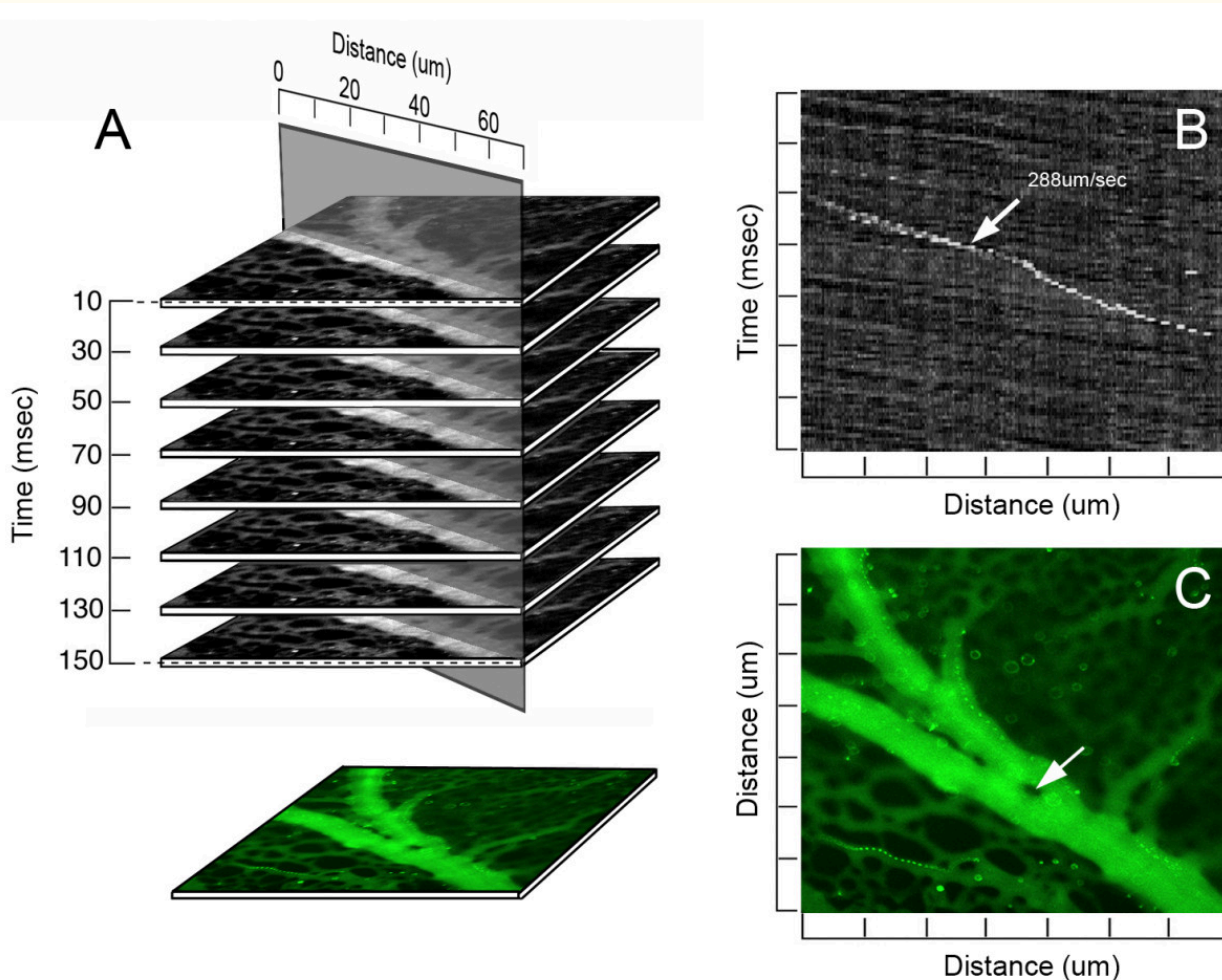 A
Distance (um)
0 20 40 60
Time (msec)
10
30
50
70
90
110
130
150
B
288um/sec
Time (msec)
Distance (um)
C
Distance (um)
Distance (um)